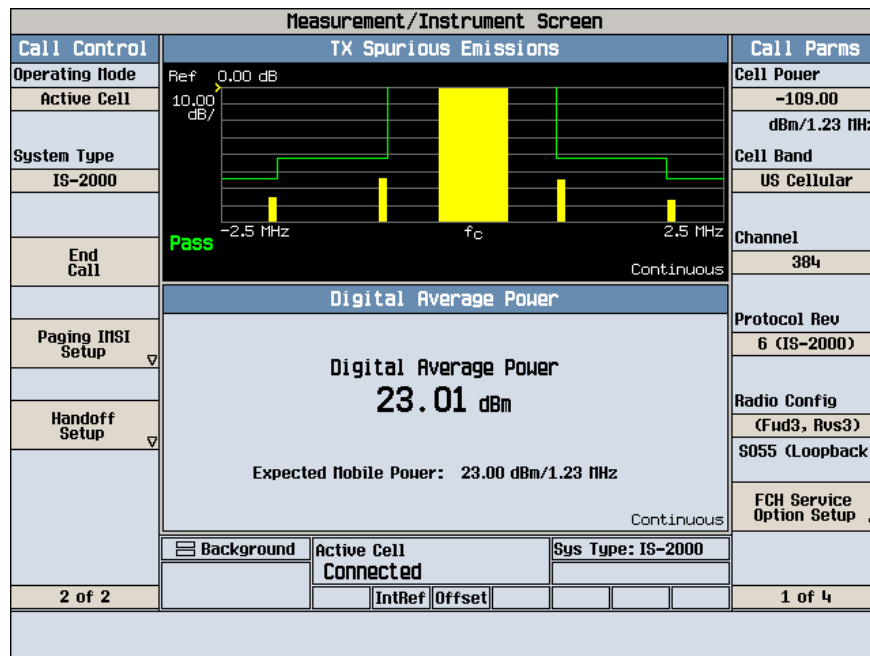 Measurement/Instrument Screen
Call Control
Operating Mode
Active Cell
System Type
IS-2000
End
Call
Paging IMSI
Setup
Handoff
Setup
2 of 2
TX Spurious Emissions
Ref 0.00 dB
10.00
dB/
Pass
-2.5 MHz
fc
2.5 MHz
Continuous
Digital Average Power
Digital Average Power
23.01 dBm
Expected Mobile Power: 23.00 dBm/1.23 MHz
Continuous
Background
Active Cell
Connected
Sys Type: IS-2000
IntRef
Offset
Call Parms
Cell Power
-109.00
dBm/1.23 MHz
Cell Band
US Cellular
Channel
384
Protocol Rev
6 (IS-2000)
Radio Config
(Fwd3, Rvs3)
SO55 (Loopback
FCH Service
Option Setup
1 of 4